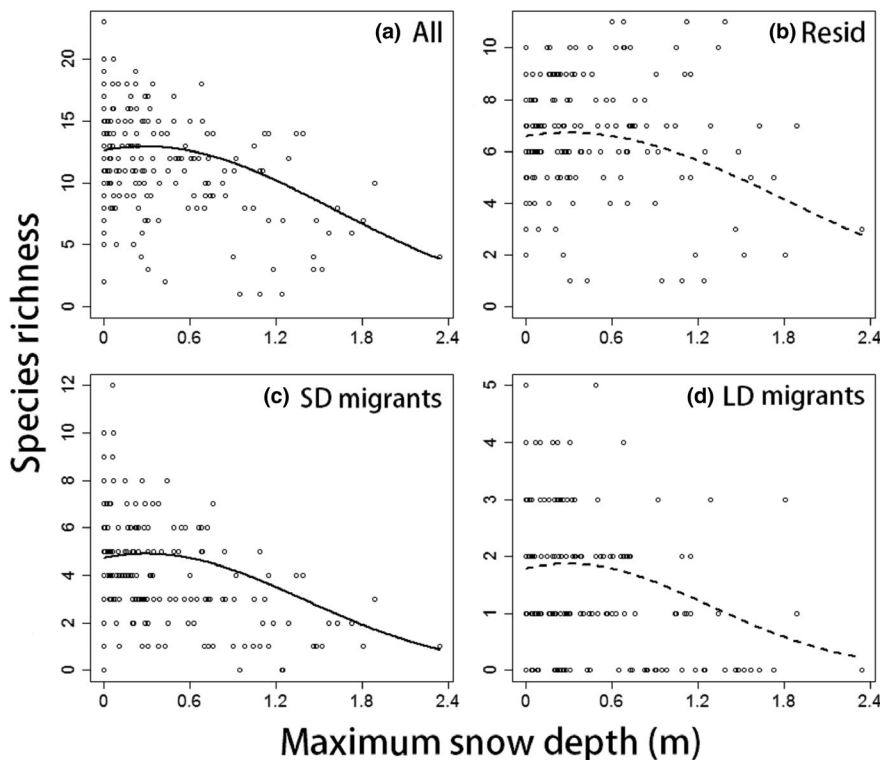 Species richness
(a) All
0 5 10 15 20
0 0.6 1.2 1.8 2.4
(b) Resid
0 2 4 6 8 10
0 0.6 1.2 1.8 2.4
(c) SD migrants
0 2 4 6 8 10 12
0 0.6 1.2 1.8 2.4
(d) LD migrants
0 1 2 3 4 5
0 0.6 1.2 1.8 2.4
Maximum snow depth (m)